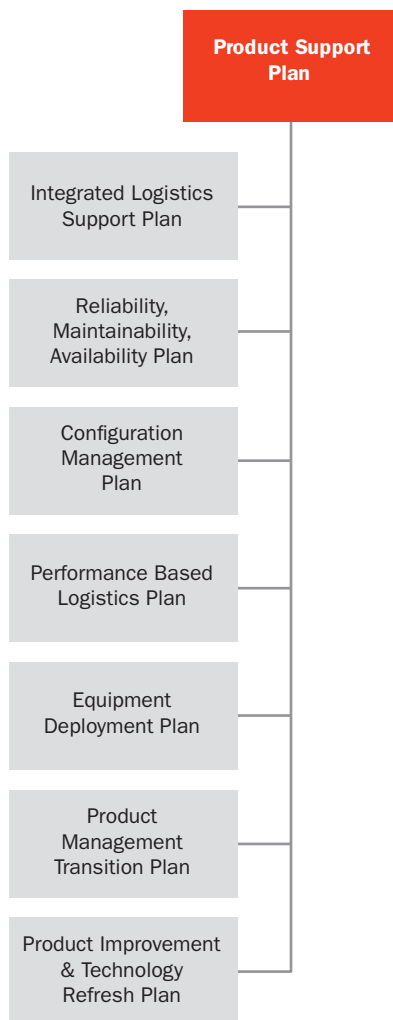 Product Support
Plan
Integrated Logistics
Support Plan
Reliability,
Maintainability,
Availability Plan
Configuration
Management
Plan
Performance Based
Logistics Plan
Equipment
Deployment Plan
Product
Management
Transition Plan
Product Improvement
& Technology
Refresh Plan